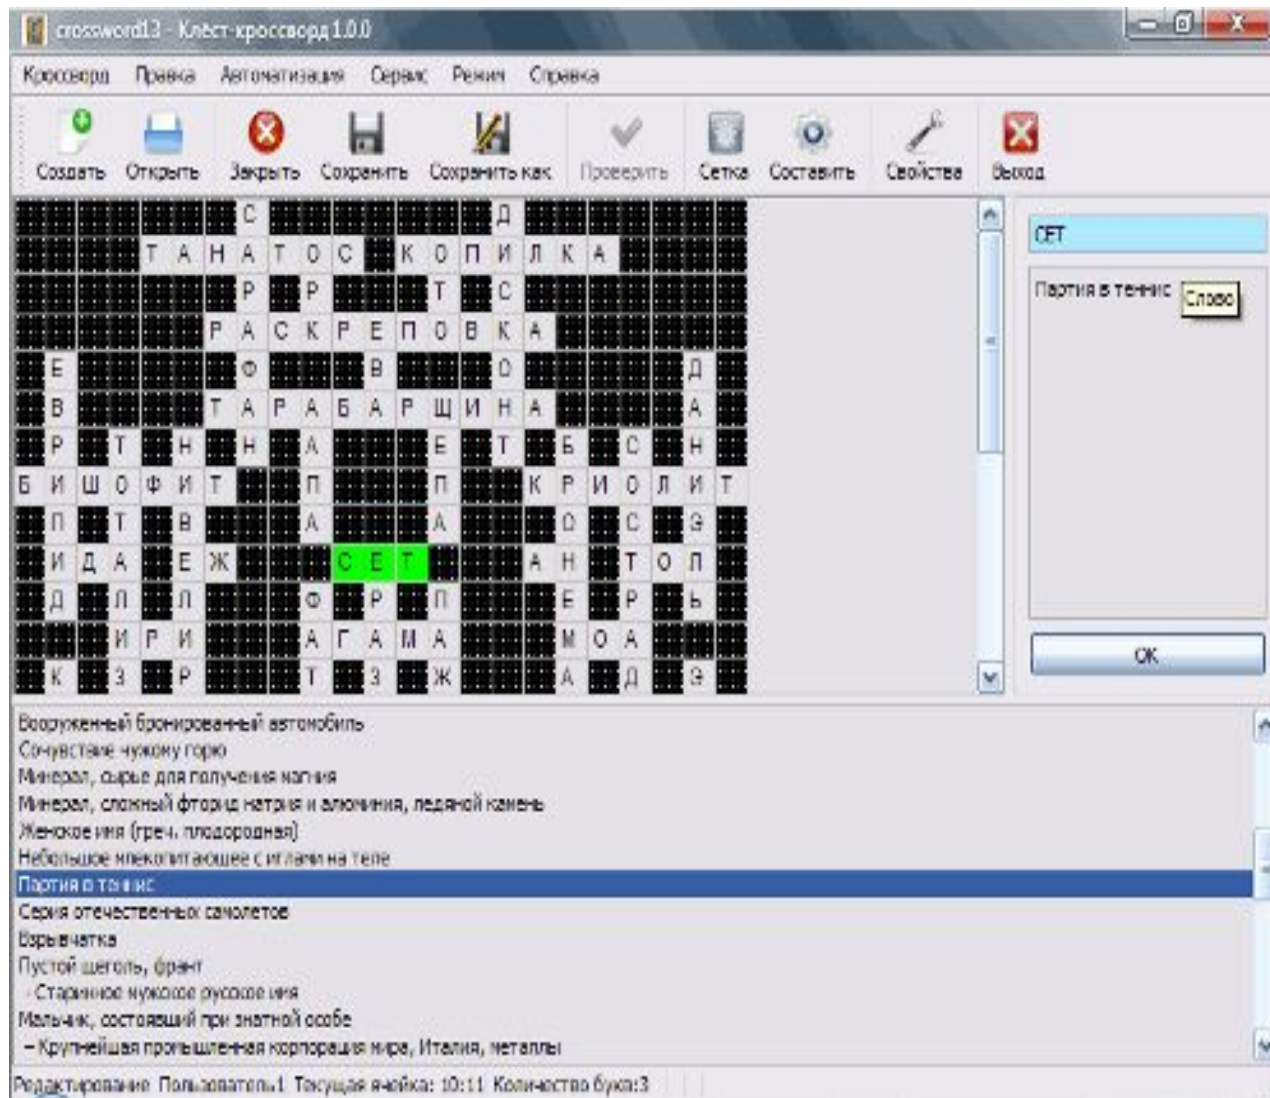 crossword13 - Клёст-кроссворд 1.0.0
Кроссворд Правка Автоматизация Сервис Режим Справка
Создать Открыть Закрыть Сохранить Сохранить как Проверить Сетка Составить Свойства Выход
С Д
Т А Н А Т О С К О П И Л К А
Р Р Т С
Р А С К Р Е П О В К А
Е Ф В О Д
В Т А Р А Б А Р Щ И Н А А
Р Т Н Н А Е Т Б С Н
Б И Ш О Ф И Т П П К Р И О Л И Т
П Т В А А О С Э
И Д А Е Ж С Е Т А Н Т О Л
Д Л Л Ф Р П Е Р Ь
И Р И А Г А М А М О А
К З Р Т З Ж А Д Э
СЕТ
Партия в теннис
Слово
ОК
Вооруженный бронированный автомобиль
Сочувствие чужому горю
Минерал, сырье для получения магния
Минерал, сложный фторид натрия и алюминия, ледяной камень
Женское имя (греч. плодородная)
Небольшое млекопитающее с иглами на теле
Партия в теннис
Серия отечественных самолетов
Взрывчатка
Пустой щеголь, франт
- Старинное мужское русское имя
Мальчик, состоявший при знатной особе
– Крупнейшая промышленная корпорация мира, Италия, металлы
Редактирование Пользователь1 Текущая ячейка: 10:11 Количество букв:3